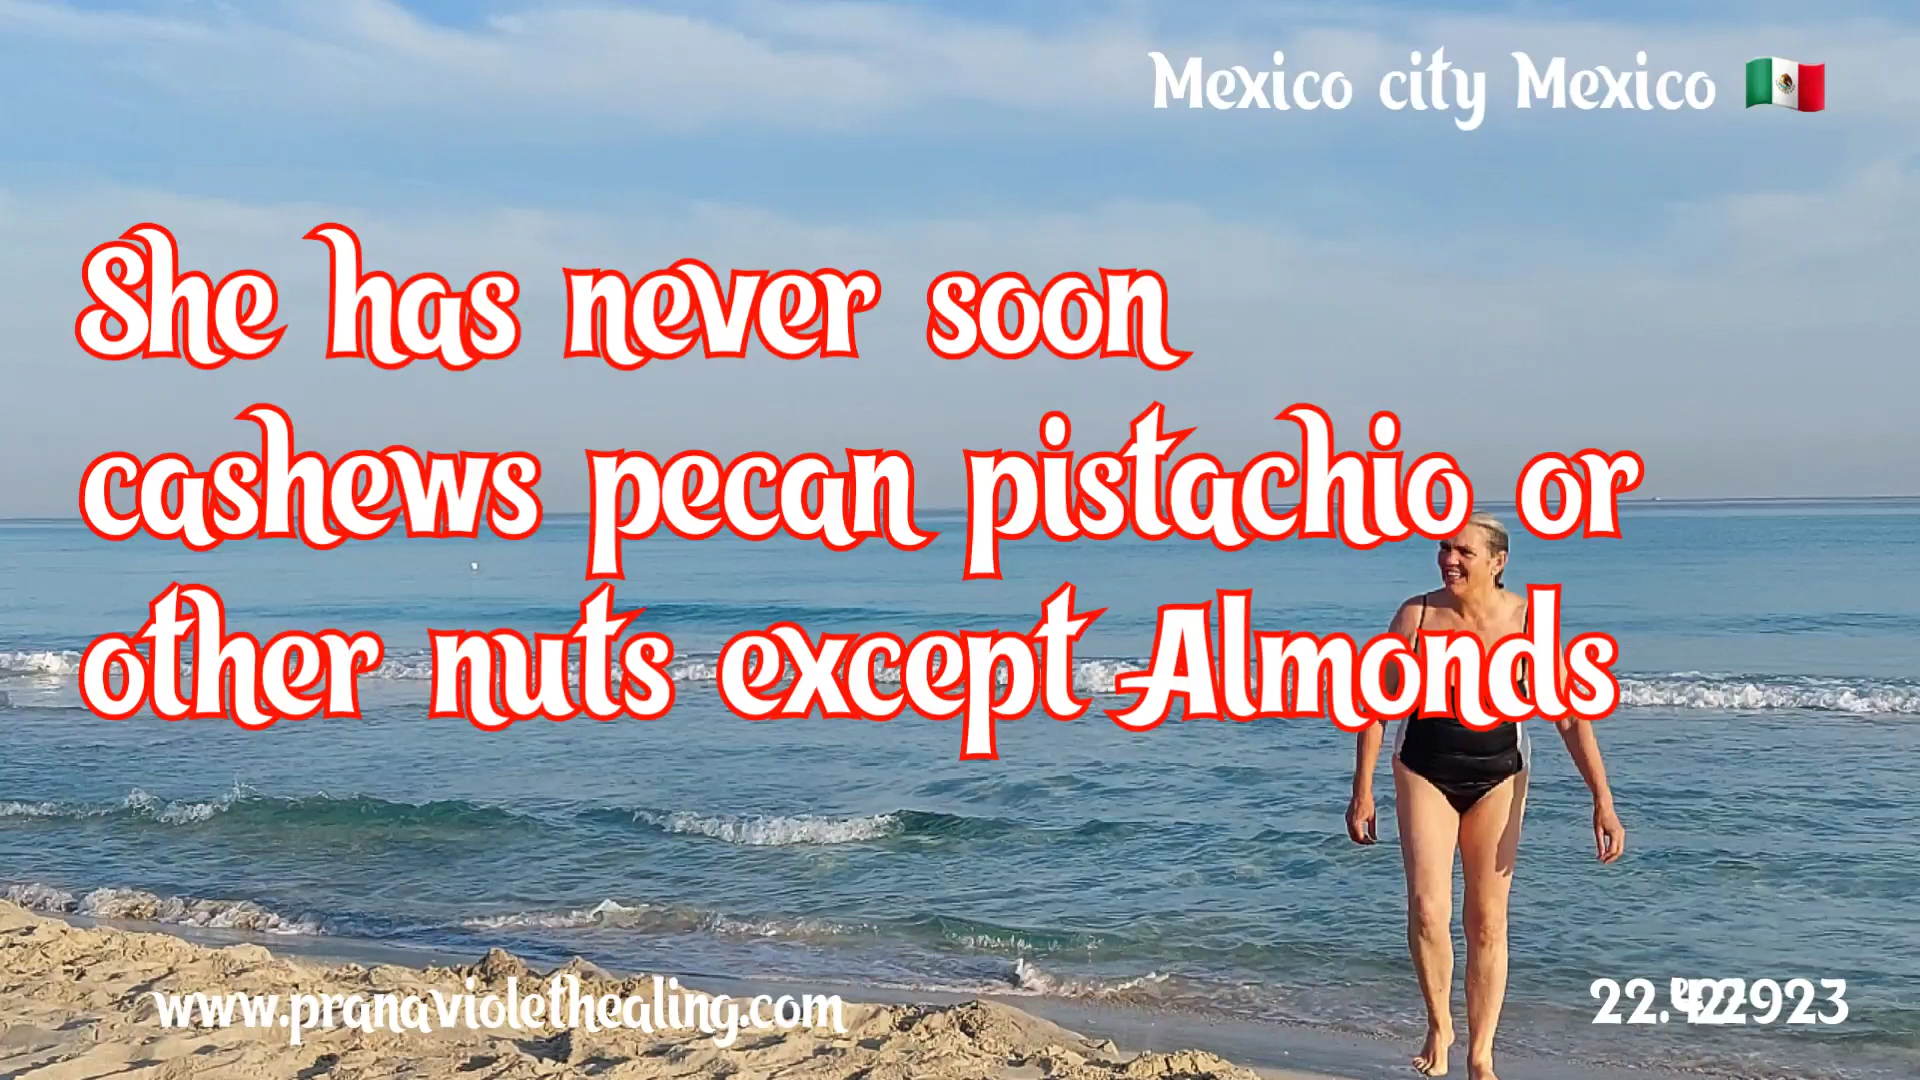 Mexico city Mexico 🇲🇽
She has never soon
cashews pecan pistachio or
other nuts except Almonds
www.pranaviolethealing.com